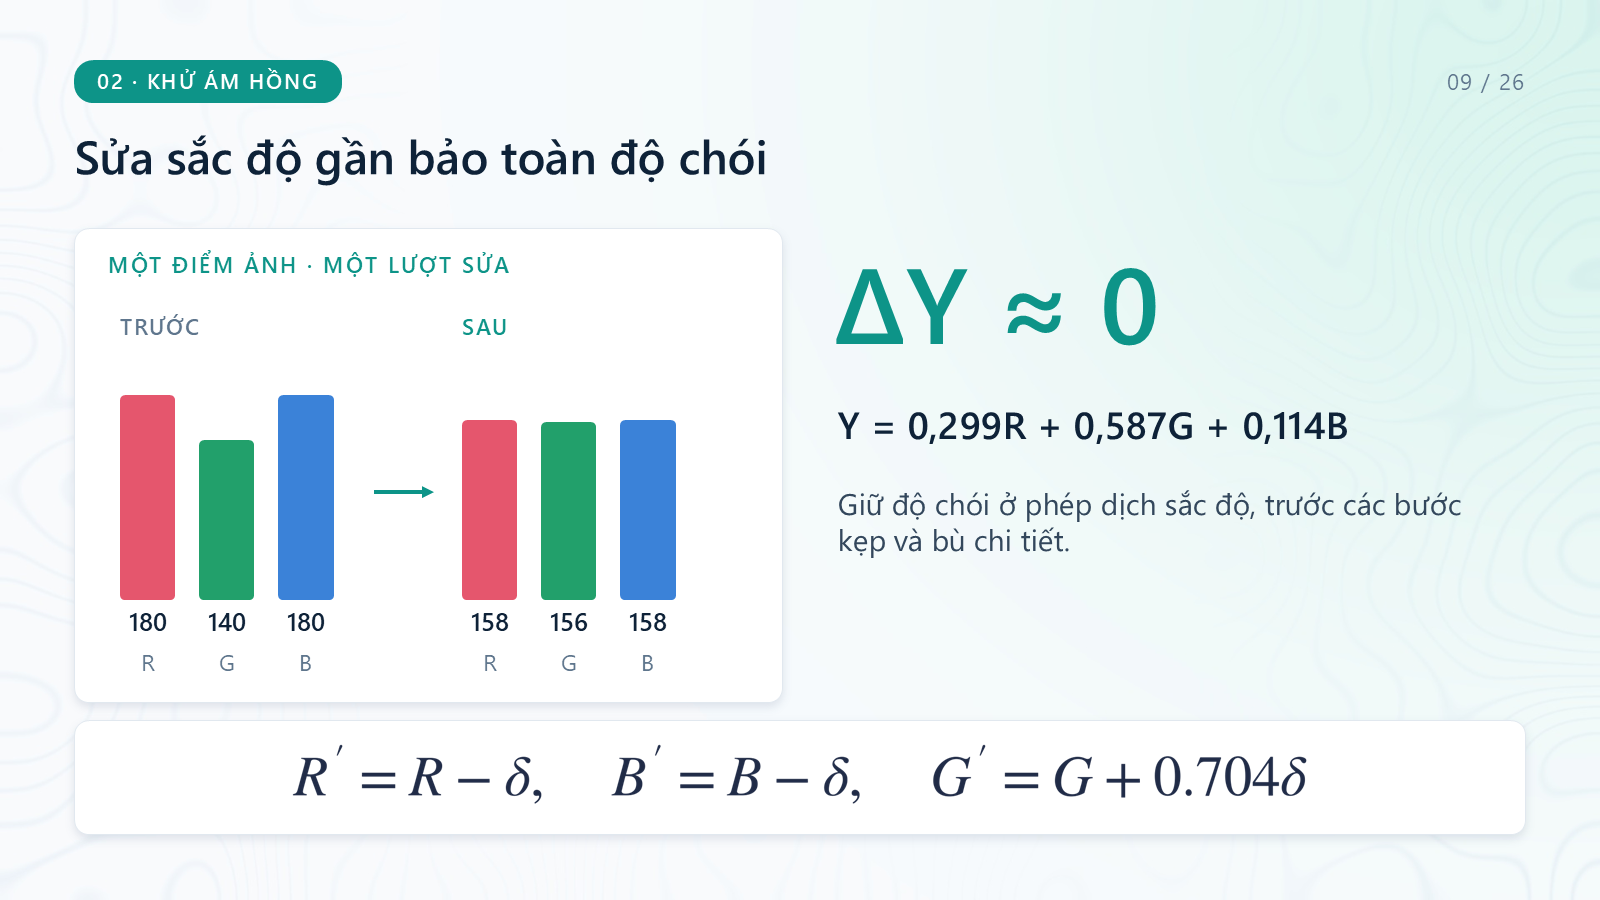 02 · KHỬ ÁM HỒNG
09 / 26
Sửa sắc độ gần bảo toàn độ chói
MỘT ĐIỂM ẢNH · MỘT LƯỢT SỬA
TRƯỚC
SAU
180 140 180
R G B
158 156 158
R G B
ΔY ≈ 0
Y = 0,299R + 0,587G + 0,114B
Giữ độ chói ở phép dịch sắc độ, trước các bước
kẹp và bù chi tiết.
R′ = R − δ, B′ = B − δ, G′ = G + 0.704δ